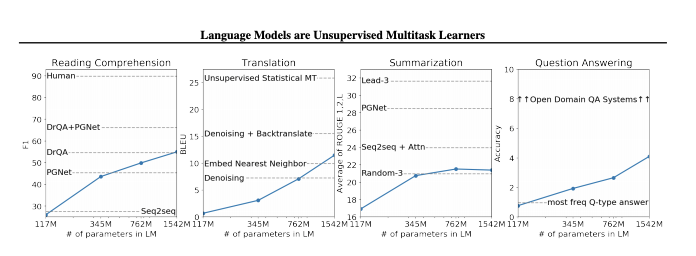 Language Models are Unsupervised Multitask Learners
Reading Comprehension
90
80
70
60
50
40
30
Human
DrQA+PGNet
DrQA
PGNet
Seq2seq
F1
117M 345M 762M 1542M
# of parameters in LM
Translation
25
20
15
10
5
0
Unsupervised Statistical MT
Denoising + Backtranslate
Embed Nearest Neighbor
Denoising
BLEU
117M 345M 762M 1542M
# of parameters in LM
Summarization
32
30
28
26
24
22
20
18
16
Lead-3
PGNet
Seq2seq + Attn
Random-3
Average of ROUGE 1,2,L
117M 345M 762M 1542M
# of parameters in LM
Question Answering
10
8
6
4
2
0
↑↑Open Domain QA Systems↑↑
most freq Q-type answer
Accuracy
117M 345M 762M 1542M
# of parameters in LM